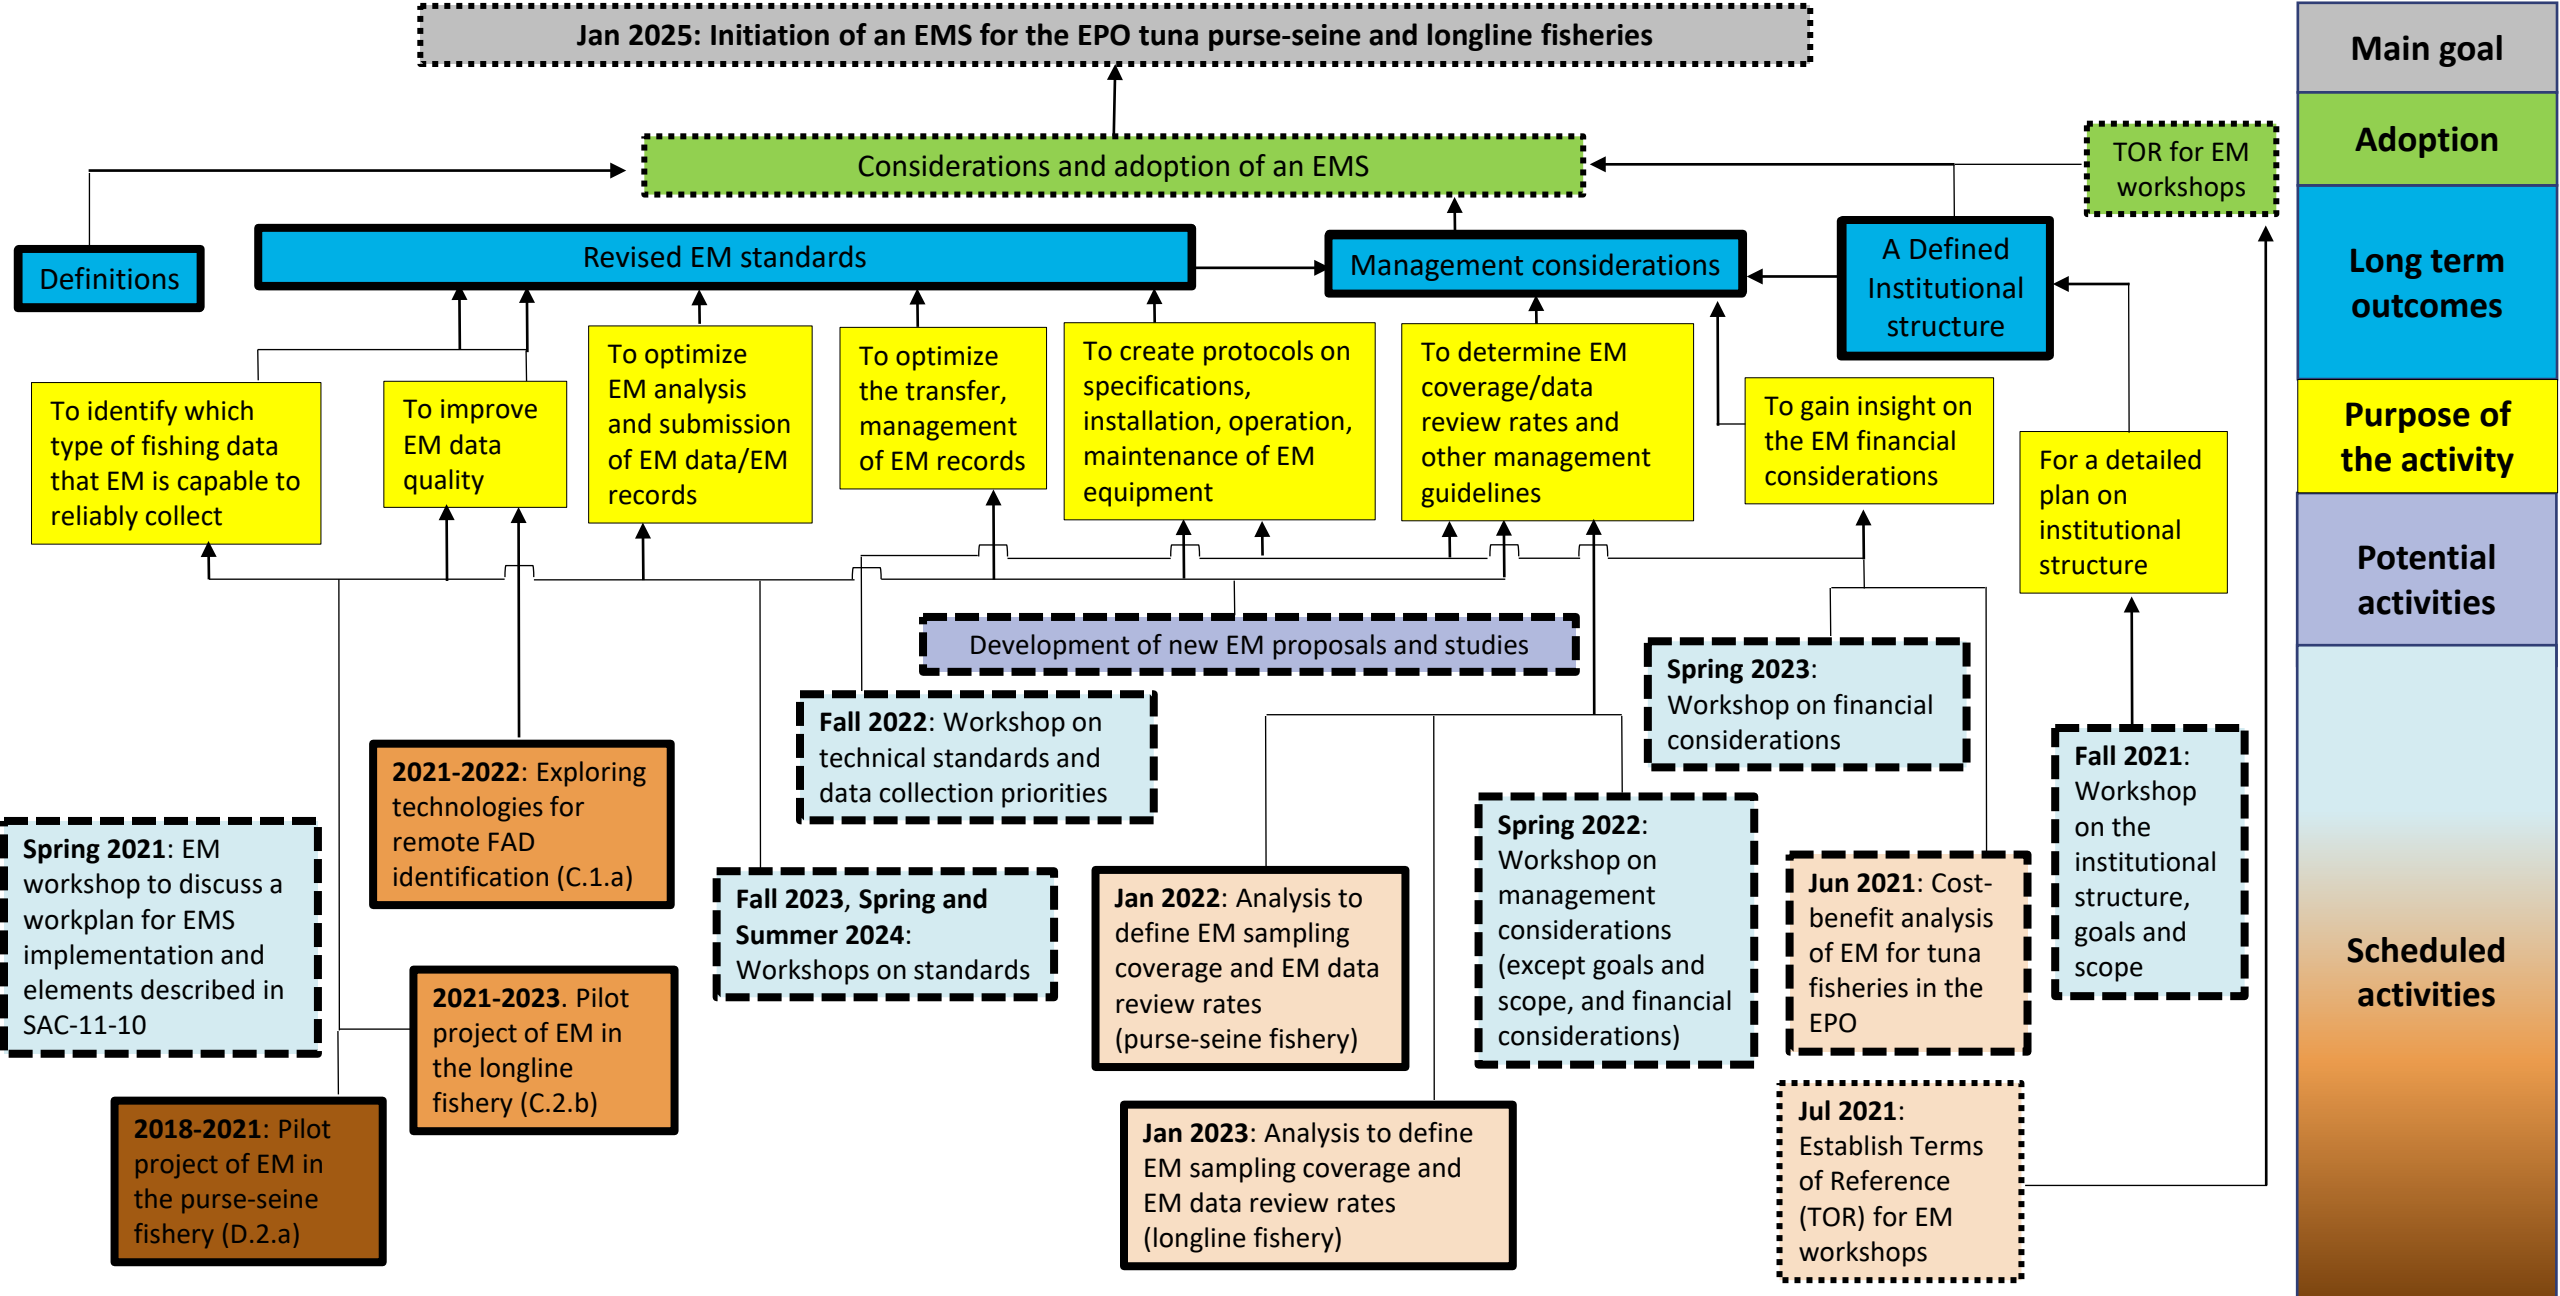 Jan 2025: Initiation of an EMS for the EPO tuna purse-seine and longline fisheries
Main goal
Considerations and adoption of an EMS
TOR for EM
workshops
Adoption
Definitions
Revised EM standards
Management considerations
A Defined
Institutional
structure
Long term
outcomes
To identify which
type of fishing data
that EM is capable to
reliably collect
To improve
EM data
quality
To optimize
EM analysis
and submission
of EM data/EM
records
To optimize
the transfer,
management
of EM records
To create protocols on
specifications,
installation, operation,
maintenance of EM
equipment
To determine EM
coverage/data
review rates and
other management
guidelines
To gain insight on
the EM financial
considerations
For a detailed
plan on
institutional
structure
Purpose of
the activity
Development of new EM proposals and studies
Potential
activities
Spring 2021: EM
workshop to discuss a
workplan for EMS
implementation and
elements described in
SAC-11-10
2018-2021: Pilot
project of EM in
the purse-seine
fishery (D.2.a)
2021-2022: Exploring
technologies for
remote FAD
identification (C.1.a)
2021-2023. Pilot
project of EM in
the longline
fishery (C.2.b)
Fall 2022: Workshop on
technical standards and
data collection priorities
Fall 2023, Spring and
Summer 2024:
Workshops on standards
Jan 2022: Analysis to
define EM sampling
coverage and EM data
review rates
(purse-seine fishery)
Jan 2023: Analysis to define
EM sampling coverage and
EM data review rates
(longline fishery)
Spring 2022:
Workshop on
management
considerations
(except goals and
scope, and financial
considerations)
Spring 2023:
Workshop on financial
considerations
Jun 2021: Cost-
benefit analysis
of EM for tuna
fisheries in the
EPO
Jul 2021:
Establish Terms
of Reference
(TOR) for EM
workshops
Fall 2021:
Workshop
on the
institutional
structure,
goals and
scope
Scheduled
activities